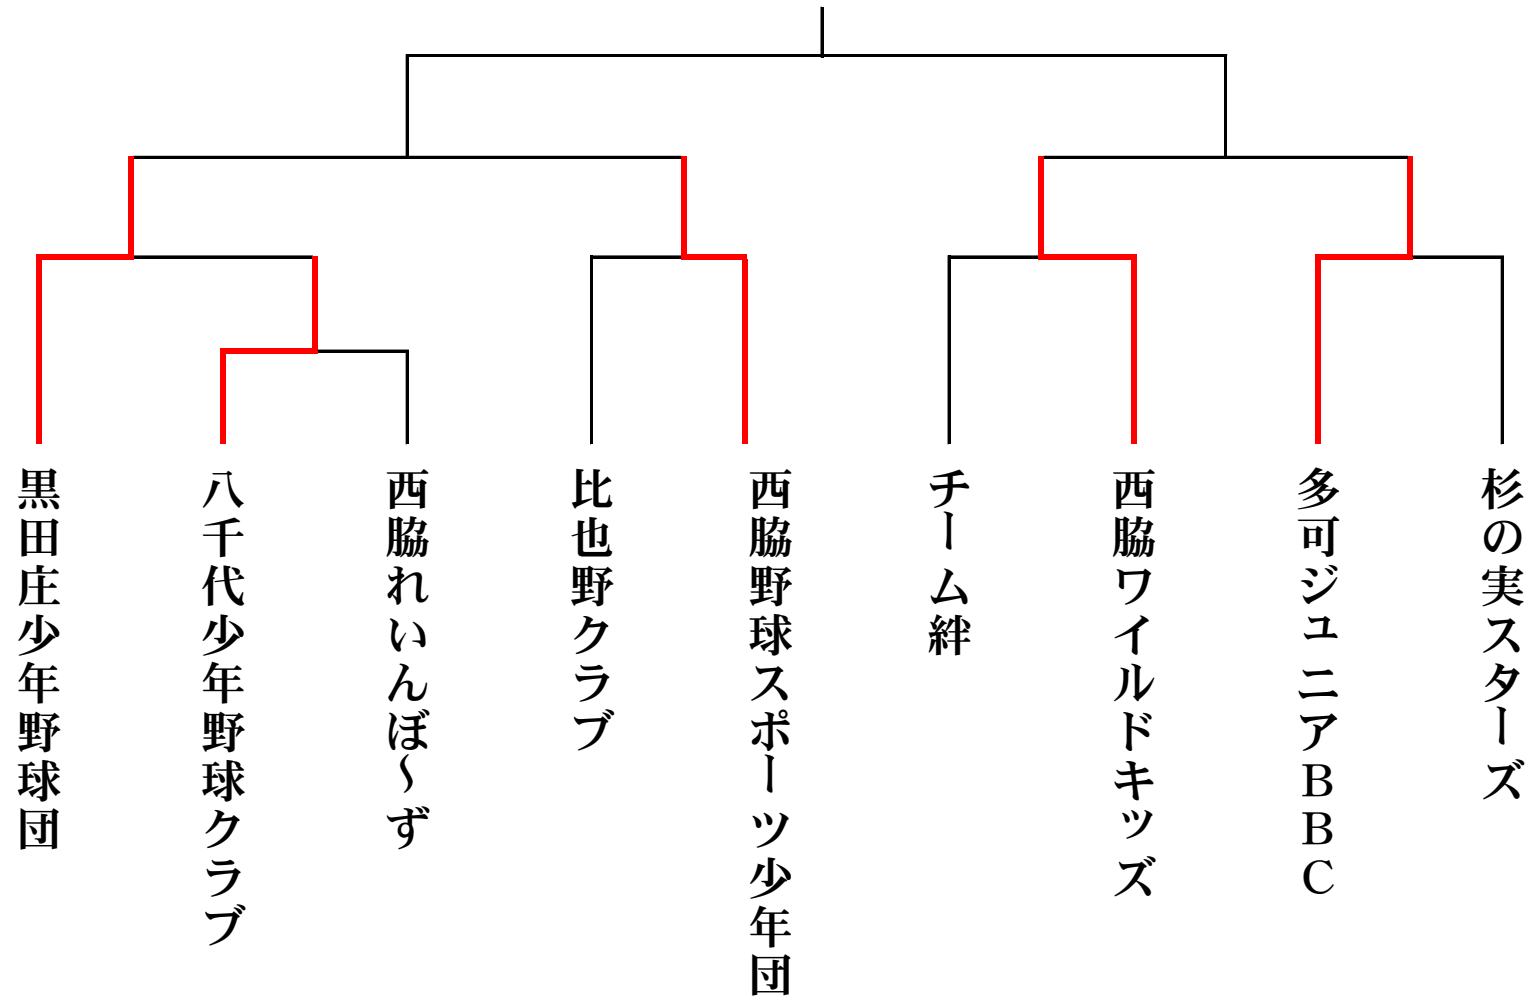 黒田庄少年野球団
八千代少年野球クラブ
西脇れいんぼ～ず
比也野クラブ
西脇野球スポーツ少年団
チーム絆
西脇ワイルドキッズ
多可ジュニアＢＢＣ
杉の実スターズ